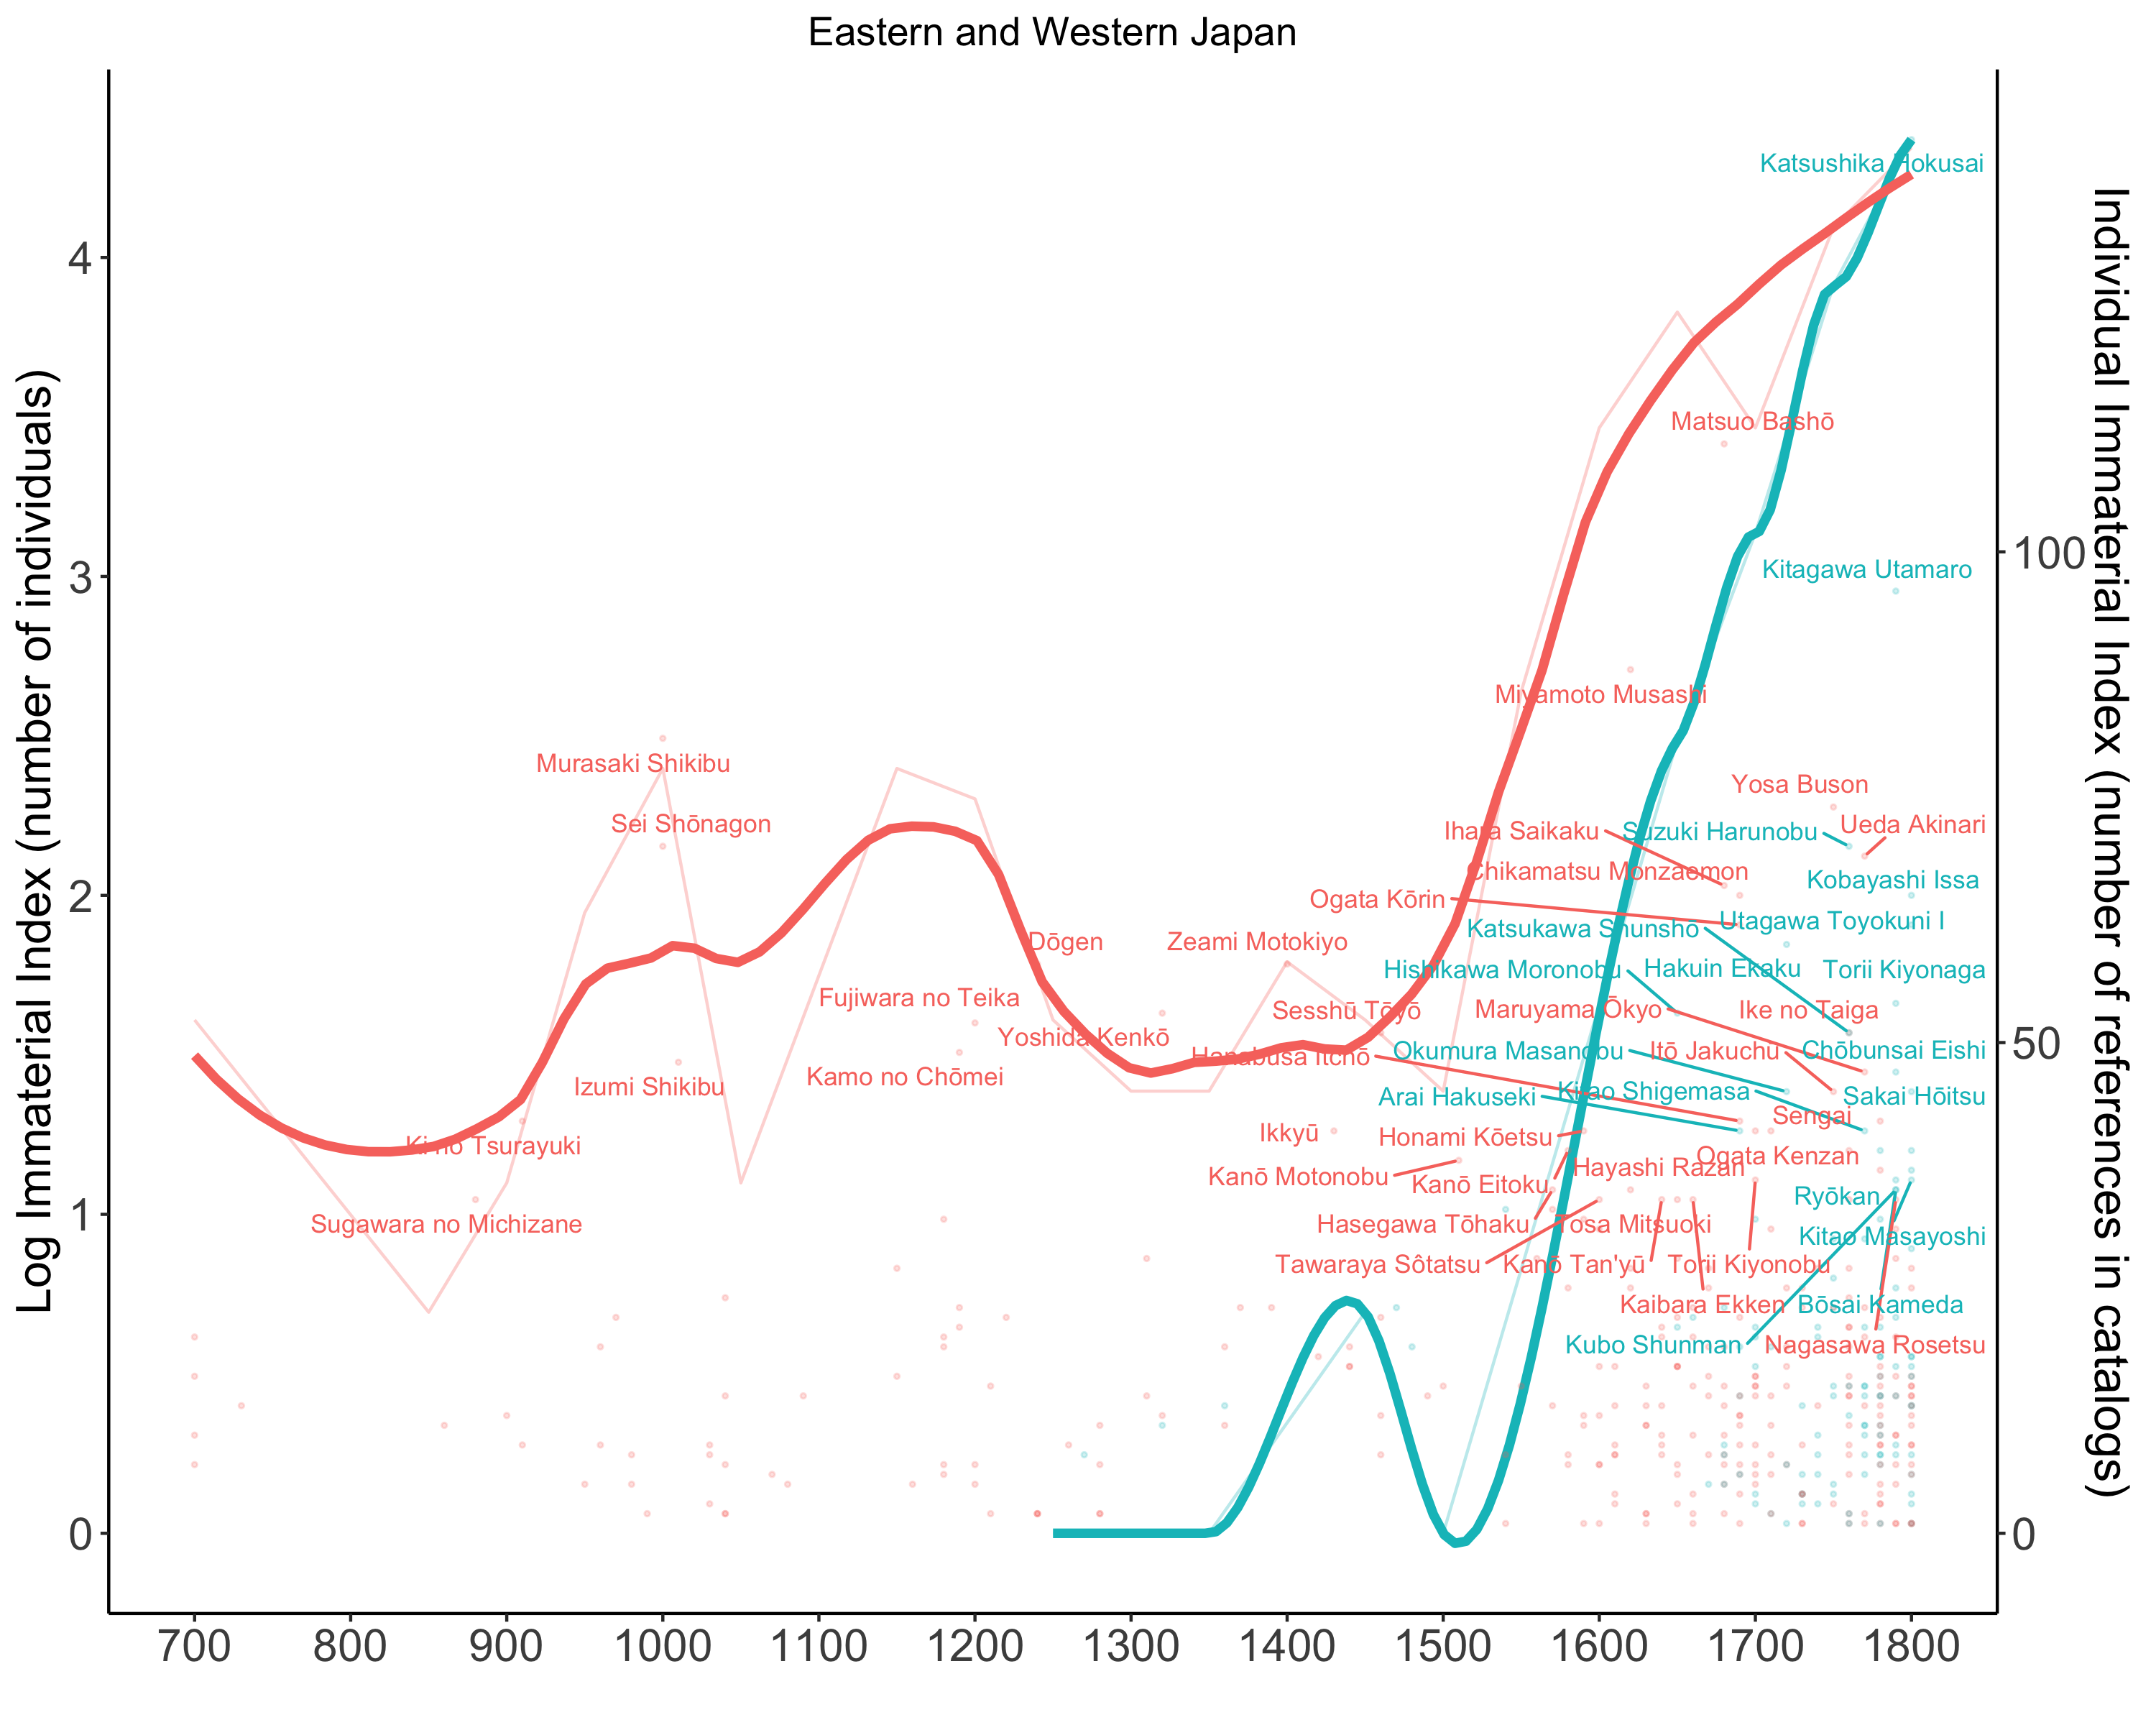 Eastern and Western Japan
Log Immaterial Index (number of individuals)
4
3
2
1
0
Individual Immaterial Index (number of references in catalogs)
100
50
0
Katsushika Hokusai
Matsuo Bashō
Kitagawa Utamaro
Miyamoto Musashi
Murasaki Shikibu
Yosa Buson
Sei Shōnagon
Ihara Saikaku
Suzuki Harunobu
Ueda Akinari
Chikamatsu Monzaemon
Kobayashi Issa
Ogata Kōrin
Katsukawa Shunshō
Utagawa Toyokuni I
Dōgen
Zeami Motokiyo
Hishikawa Moronobu
Hakuin Ekaku
Torii Kiyonaga
Fujiwara no Teika
Sesshū Tōyō
Maruyama Ōkyo
Ike no Taiga
Yoshida Kenkō
Hanabusa Itchō
Okumura Masanobu
Itō Jakuchu
Chōbunsai Eishi
Izumi Shikibu
Kamo no Chōmei
Arai Hakuseki
Kitao Shigemasa
Sakai Hōitsu
Sengai
Ki no Tsurayuki
Ikkyū
Honami Kōetsu
Ogata Kenzan
Kanō Motonobu
Kanō Eitoku
Hayashi Razan
Ryōkan
Sugawara no Michizane
Hasegawa Tōhaku
Tosa Mitsuoki
Kitao Masayoshi
Tawaraya Sôtatsu
Kanō Tan'yū
Torii Kiyonobu
Kaibara Ekken
Bōsai Kameda
Kubo Shunman
Nagasawa Rosetsu
700 800 900 1000 1100 1200 1300 1400 1500 1600 1700 1800